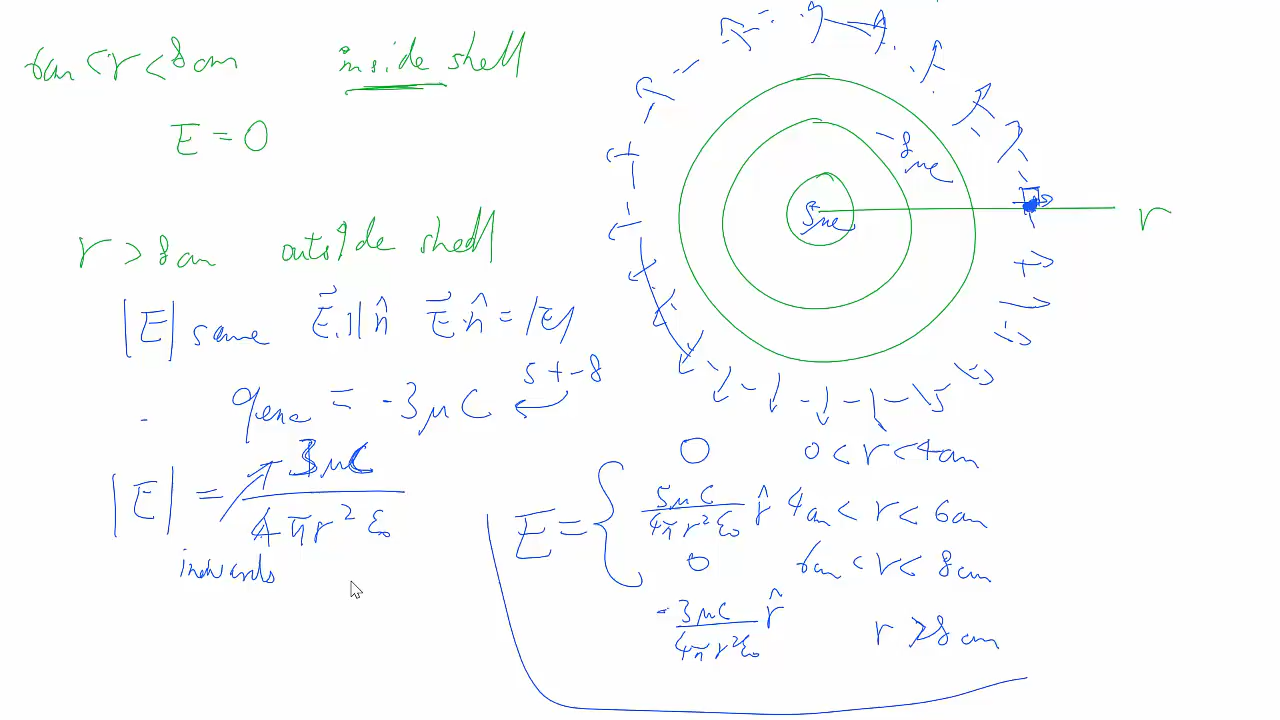 6cm < r < 8cm inside shell
E = 0
r > 8cm outside shell
|E| same E⃗ · || n̂ E⃗ · n̂ = |E|
5 + -8
q_enc = -3μC
|E| = 3μC / 4πr²ε₀
inwards
-8μC
5μC
r
E⃗ = {
0 0 < r < 4cm
5μC / 4πr²ε₀ r̂ 4cm < r < 6cm
0 6cm < r < 8cm
-3μC / 4πr²ε₀ r̂ r > 8cm